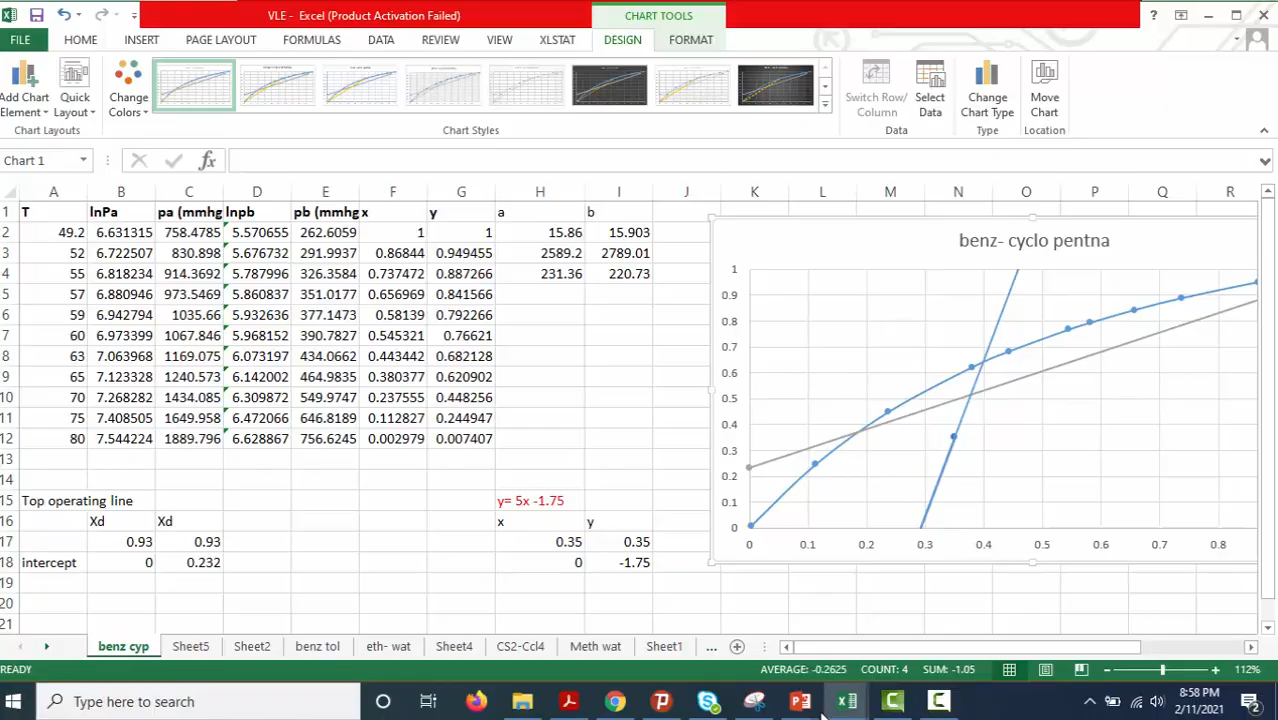 VLE - Excel (Product Activation Failed)
CHART TOOLS
FILE HOME INSERT PAGE LAYOUT FORMULAS DATA REVIEW VIEW XLSTAT DESIGN FORMAT
Add Chart Element
Quick Layout
Change Colors
Switch Row/ Column
Select Data
Change Chart Type
Move Chart
Chart Layouts Chart Styles Data Type Location
Chart 1
A B C D E F G H I J K L M N O P Q R
1 T lnPa pa (mmhg lnpb pb (mmhg x y a b
2 49.2 6.631315 758.4785 5.570655 262.6059 1 1 15.86 15.903
3 52 6.722507 830.898 5.676732 291.9937 0.86844 0.949455 2589.2 2789.01
4 55 6.818234 914.3692 5.787996 326.3584 0.737472 0.887266 231.36 220.73
5 57 6.880946 973.5469 5.860837 351.0177 0.656969 0.841566
6 59 6.942794 1035.66 5.932636 377.1473 0.58139 0.792266
7 60 6.973399 1067.846 5.968152 390.7827 0.545321 0.76621
8 63 7.063968 1169.075 6.073197 434.0662 0.443442 0.682128
9 65 7.123328 1240.573 6.142002 464.9835 0.380377 0.620902
10 70 7.268282 1434.085 6.309872 549.9747 0.237555 0.448256
11 75 7.408505 1649.958 6.472066 646.8189 0.112827 0.244947
12 80 7.544224 1889.796 6.628867 756.6245 0.002979 0.007407
13
14
15 Top operating line y= 5x -1.75
16 Xd Xd x y
17 0.93 0.93 0.35 0.35
18 intercept 0 0.232 0 -1.75
19
20
21
benz- cyclo pentna
1
0.9
0.8
0.7
0.6
0.5
0.4
0.3
0.2
0.1
0
0 0.1 0.2 0.3 0.4 0.5 0.6 0.7 0.8
benz cyp Sheet5 Sheet2 benz tol eth- wat Sheet4 CS2-Ccl4 Meth wat Sheet1 ...
READY AVERAGE: -0.2625 COUNT: 4 SUM: -1.05 112%
Type here to search
8:58 PM
2/11/2021
2